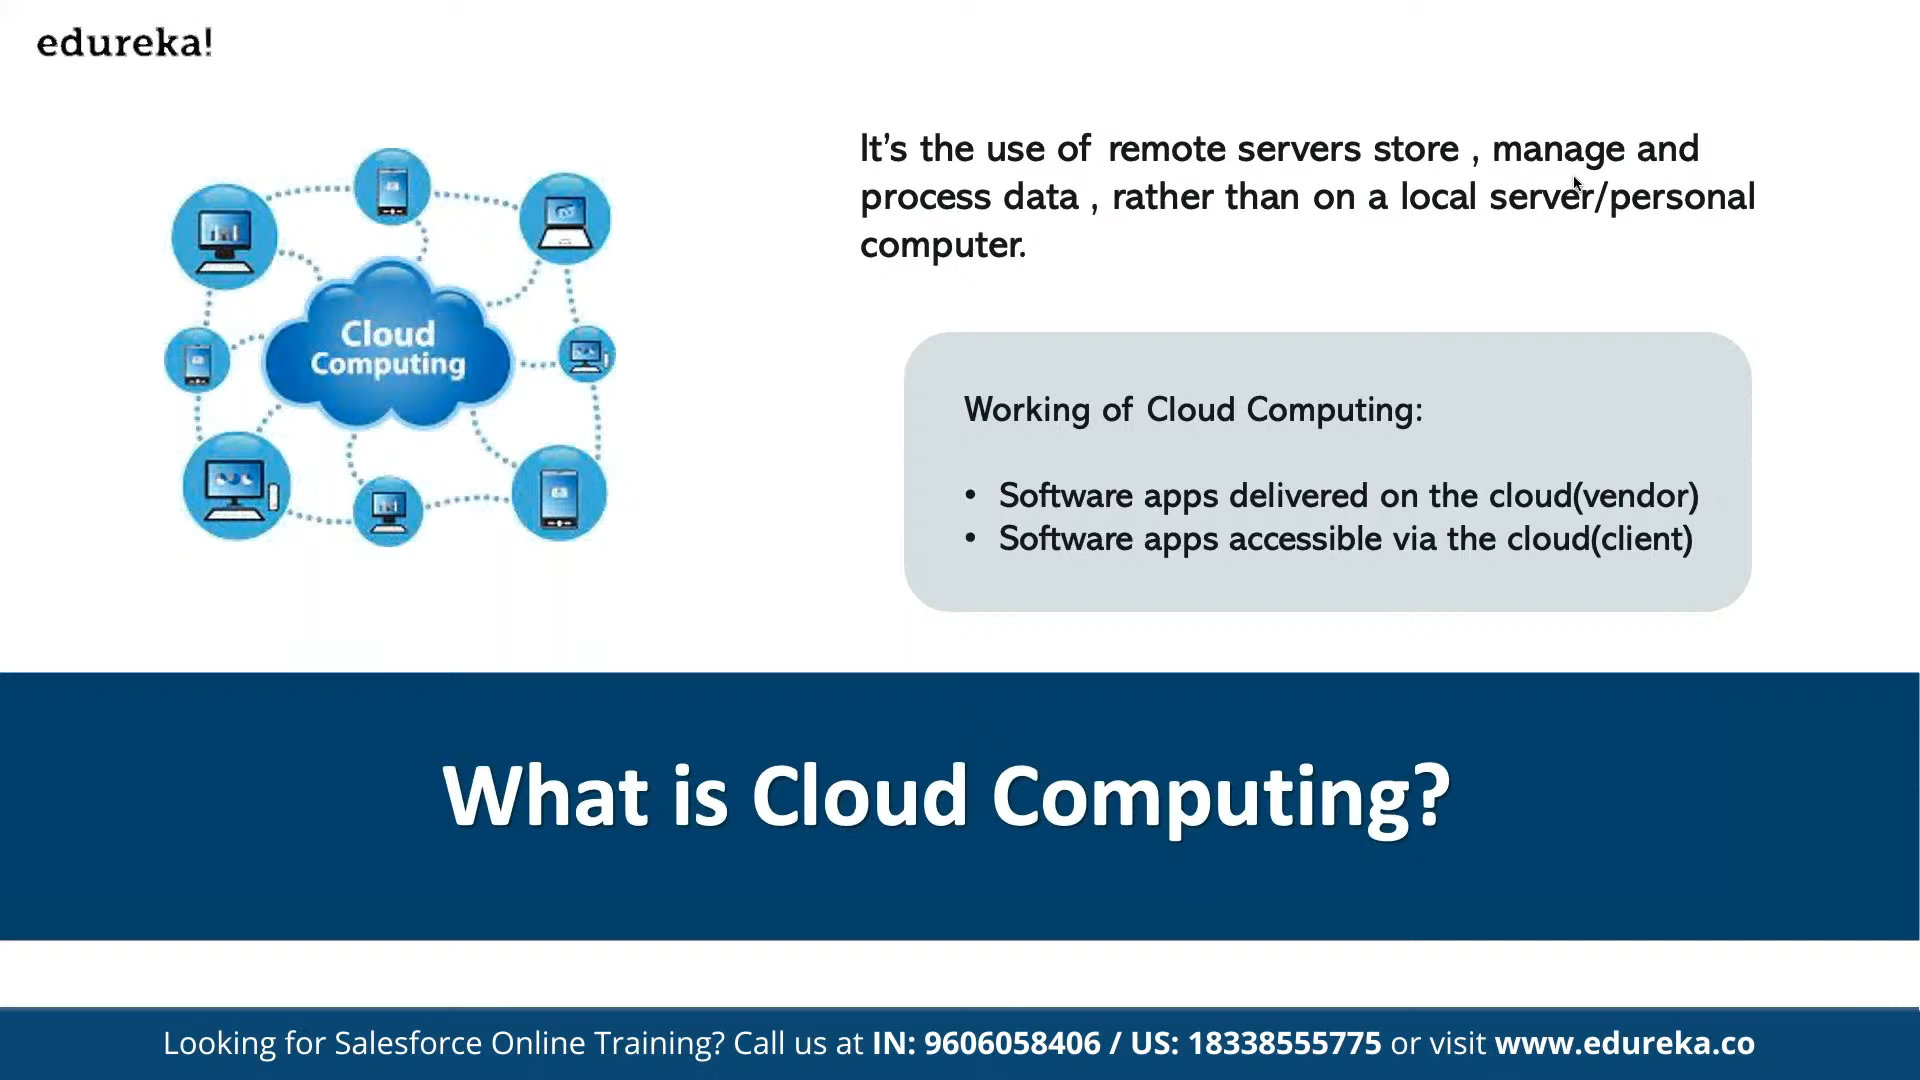 edureka!
It's the use of remote servers store , manage and
process data , rather than on a local server/personal
computer.
Cloud
Computing
Working of Cloud Computing:
• Software apps delivered on the cloud(vendor)
• Software apps accessible via the cloud(client)
What is Cloud Computing?
Looking for Salesforce Online Training? Call us at IN: 9606058406 / US: 18338555775 or visit www.edureka.co